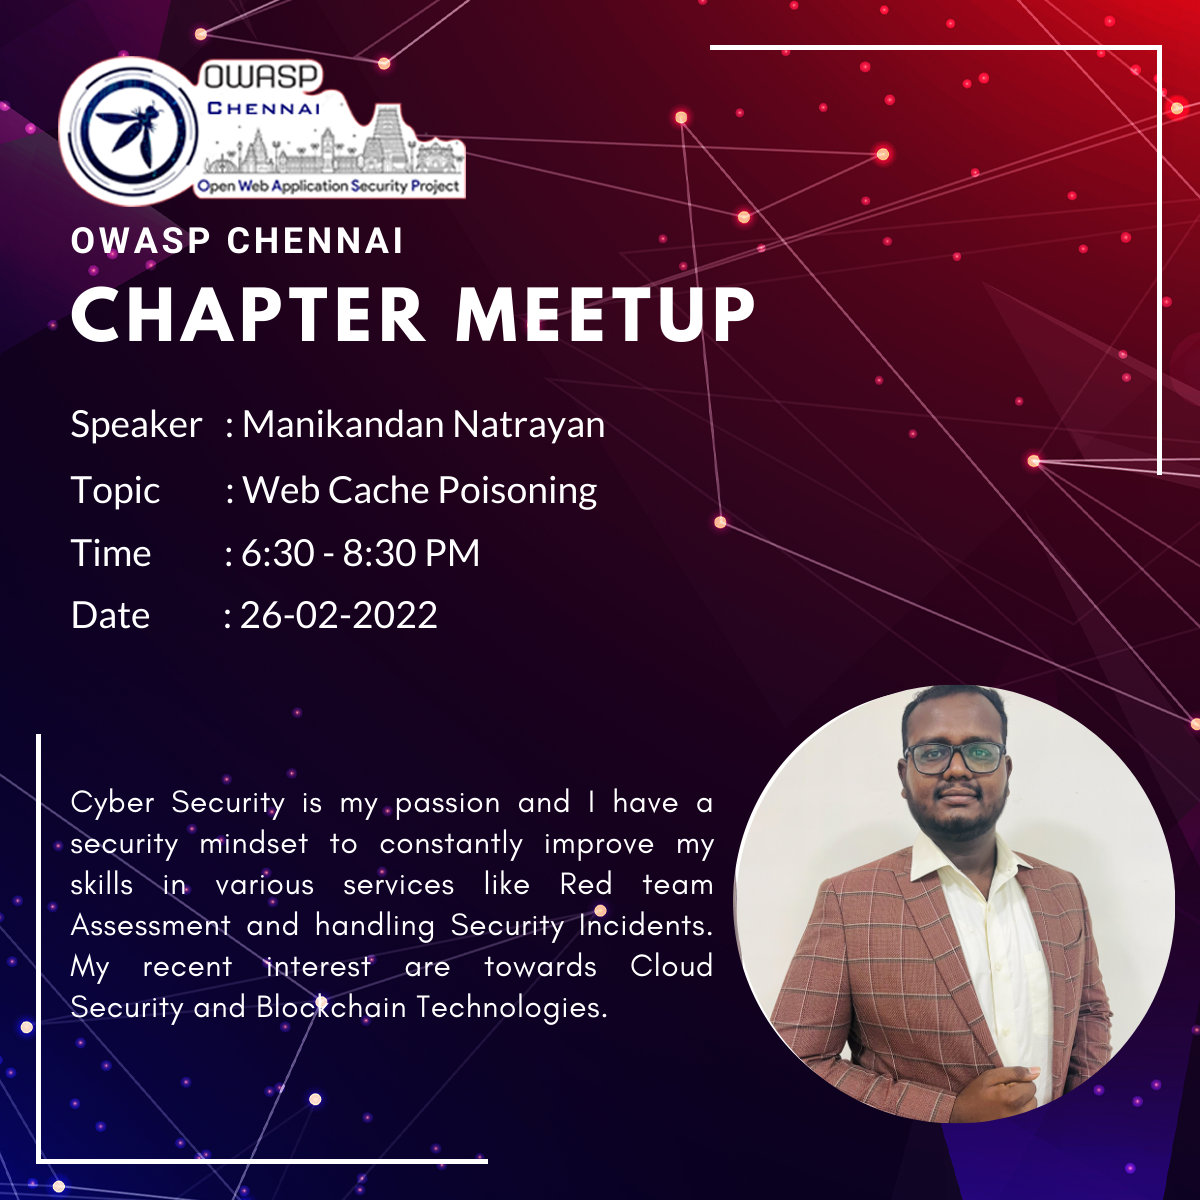 OWASP
CHENNAI
Open Web Application Security Project
OWASP CHENNAI
CHAPTER MEETUP
Speaker : Manikandan Natrayan
Topic : Web Cache Poisoning
Time : 6:30 - 8:30 PM
Date : 26-02-2022
Cyber Security is my passion and I have a
security mindset to constantly improve my
skills in various services like Red team
Assessment and handling Security Incidents.
My recent interest are towards Cloud
Security and Blockchain Technologies.